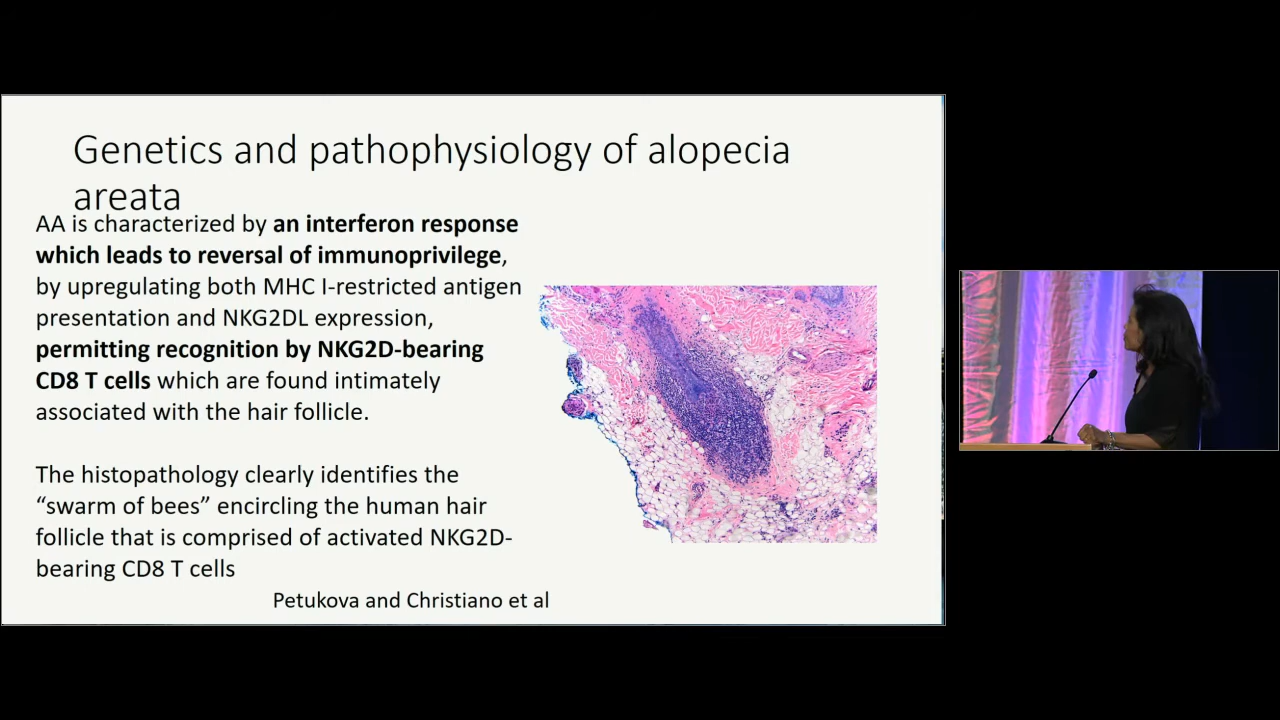 Genetics and pathophysiology of alopecia
areata
AA is characterized by an interferon response
which leads to reversal of immunoprivilege,
by upregulating both MHC I-restricted antigen
presentation and NKG2DL expression,
permitting recognition by NKG2D-bearing
CD8 T cells which are found intimately
associated with the hair follicle.
The histopathology clearly identifies the
“swarm of bees” encircling the human hair
follicle that is comprised of activated NKG2D-
bearing CD8 T cells
Petukova and Christiano et al